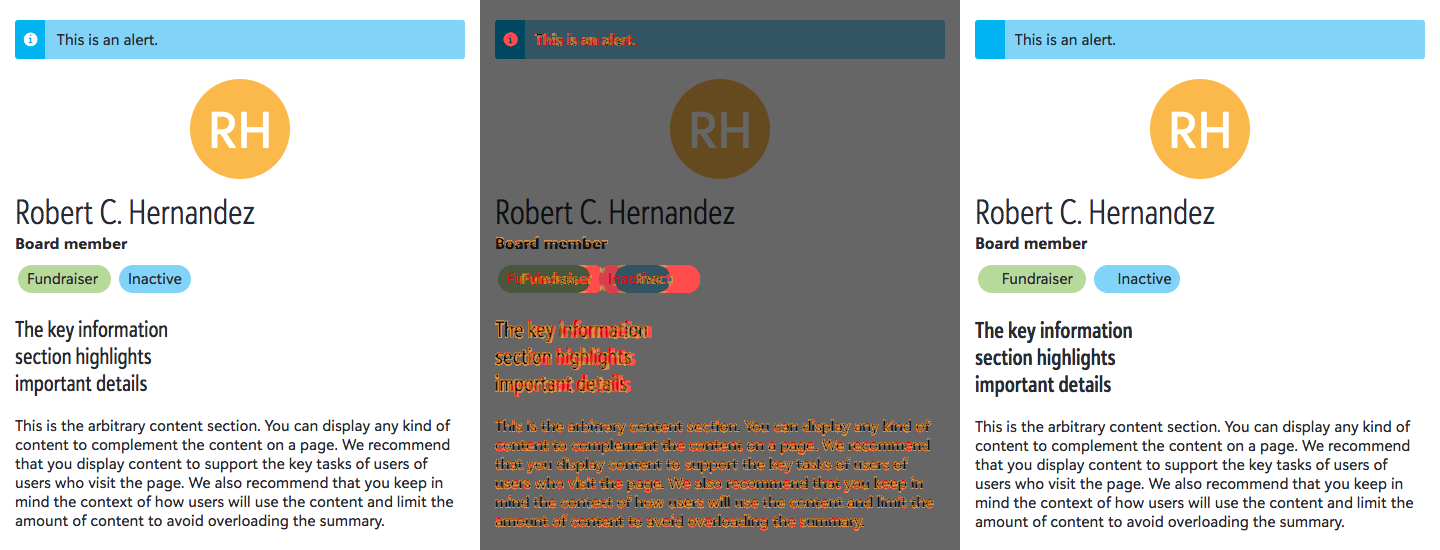 This is an alert.
RH
Robert C. Hernandez
Board member
Fundraiser Inactive
The key information
section highlights
important details
This is the arbitrary content section. You can display any kind of
content to complement the content on a page. We recommend
that you display content to support the key tasks of users of
users who visit the page. We also recommend that you keep in
mind the context of how users will use the content and limit the
amount of content to avoid overloading the summary.
This is an alert.
RH
Robert C. Hernandez
Board member
Fundraiser Inactive
The key information
section highlights
important details
This is the arbitrary content section. You can display any kind of
content to complement the content on a page. We recommend
that you display content to support the key tasks of users of
users who visit the page. We also recommend that you keep in
mind the context of how users will use the content and limit the
amount of content to avoid overloading the summary.
This is an alert.
RH
Robert C. Hernandez
Board member
Fundraiser Inactive
The key information
section highlights
important details
This is the arbitrary content section. You can display any kind of
content to complement the content on a page. We recommend
that you display content to support the key tasks of users of
users who visit the page. We also recommend that you keep in
mind the context of how users will use the content and limit the
amount of content to avoid overloading the summary.